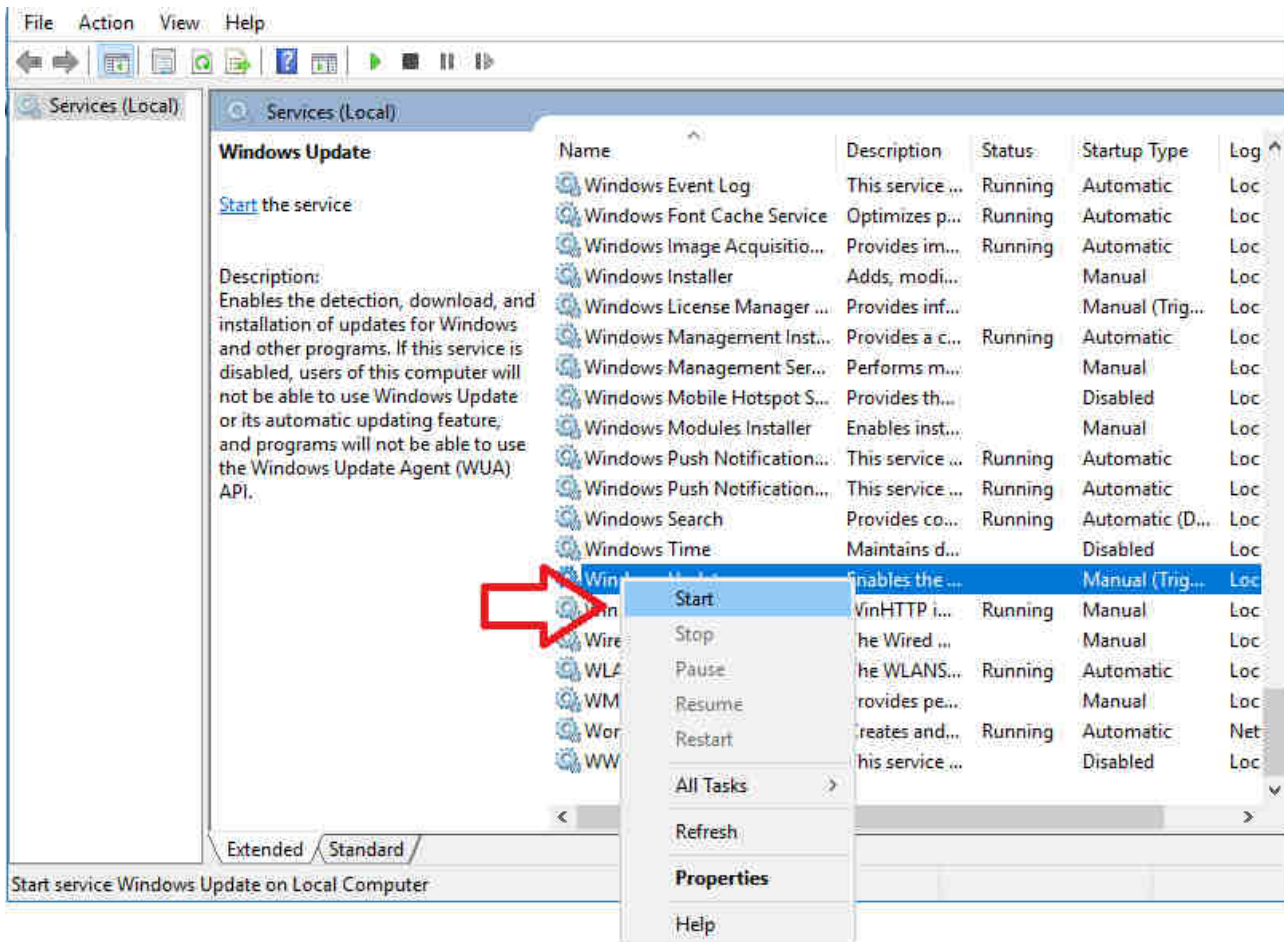 File Action View Help
Services (Local)
Services (Local)
Windows Update
Start the service
Description:
Enables the detection, download, and
installation of updates for Windows
and other programs. If this service is
disabled, users of this computer will
not be able to use Windows Update
or its automatic updating feature,
and programs will not be able to use
the Windows Update Agent (WUA)
API.
Name Description Status Startup Type Log
Windows Event Log This service ... Running Automatic Loc
Windows Font Cache Service Optimizes p... Running Automatic Loc
Windows Image Acquisitio... Provides im... Running Automatic Loc
Windows Installer Adds, modi... Manual Loc
Windows License Manager ... Provides inf... Manual (Trig... Loc
Windows Management Inst... Provides a c... Running Automatic Loc
Windows Management Ser... Performs m... Manual Loc
Windows Mobile Hotspot S... Provides th... Disabled Loc
Windows Modules Installer Enables inst... Manual Loc
Windows Push Notification... This service ... Running Automatic Loc
Windows Push Notification... This service ... Running Automatic Loc
Windows Search Provides co... Running Automatic (D... Loc
Windows Time Maintains d... Disabled Loc
Win Enables the ... Manual (Trig... Loc
WinHTTP i... Running Manual Loc
Wire he Wired ... Manual Loc
WLA he WLANS... Running Automatic Loc
WM rovides pe... Manual Loc
Wor reates and... Running Automatic Net
WW his service ... Disabled Loc
Start
Stop
Pause
Resume
Restart
All Tasks
Refresh
Properties
Help
Extended Standard
Start service Windows Update on Local Computer